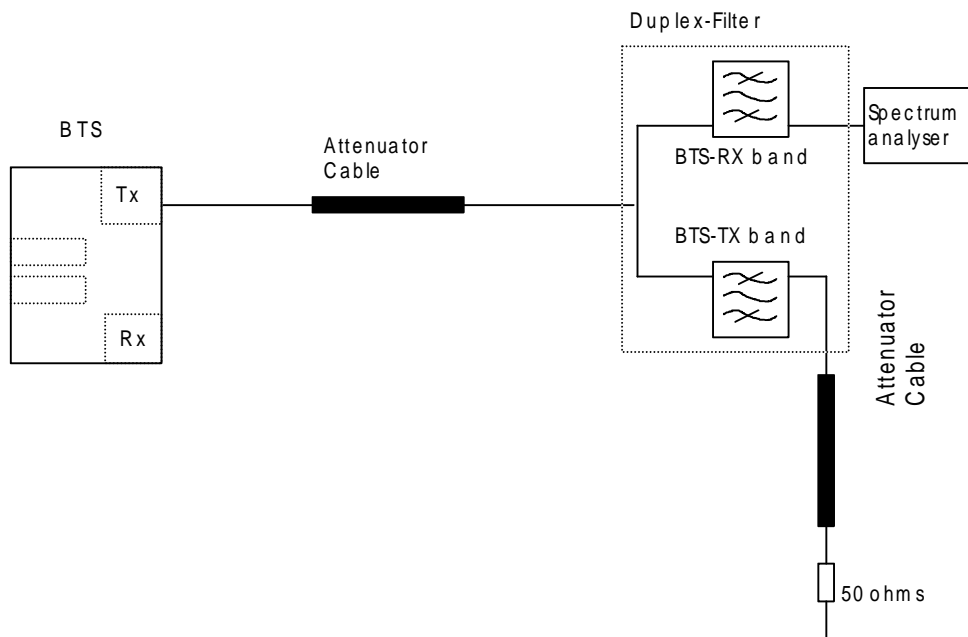 Duplex-Filter
BTS
Tx
Rx
Attenuator
Cable
BTS-RX band
Spectrum
analyser
BTS-TX band
Attenuator
Cable
50 ohms